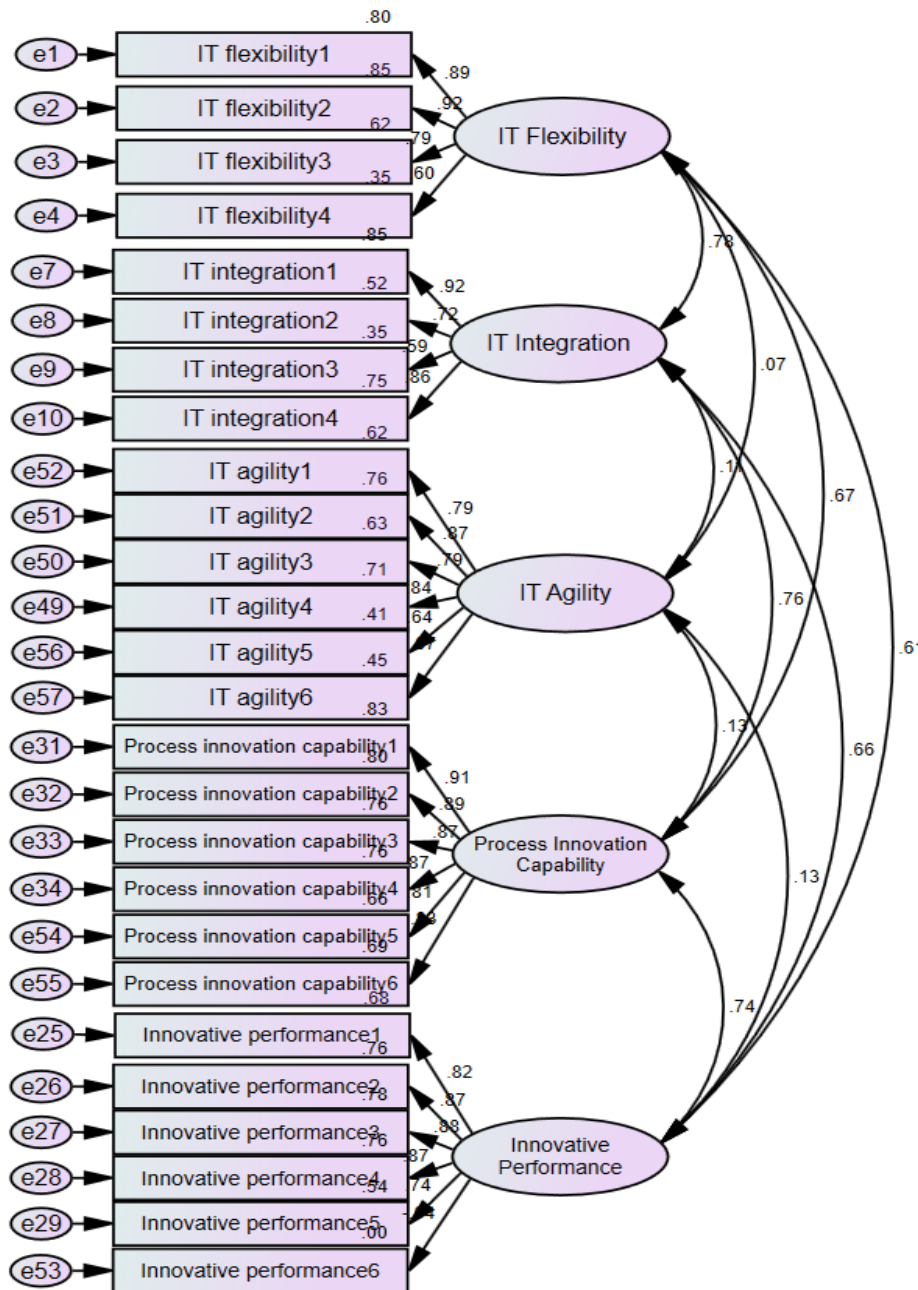 .80
e1
IT flexibility1
.85
.89
e2
IT flexibility2
.62
.92
IT Flexibility
e3
IT flexibility3
.35
.79
.60
e4
IT flexibility4
.85
.78
e7
IT integration1
.52
.92
e8
IT integration2
.35
.72
IT Integration
e9
IT integration3
.75
.59
.86
.07
e10
IT integration4
.62
e52
IT agility1
.76
.67
e51
IT agility2
.63
.79
.87
e50
IT agility3
.71
.79
IT Agility
.76
e49
IT agility4
.41
.84
.64
e56
IT agility5
.45
.61
e57
IT agility6
.83
.13
.66
e31
Process innovation capability1
.80
.91
e32
Process innovation capability2
.76
.89
e33
Process innovation capability3
.76
.87
Process Innovation
Capability
e34
Process innovation capability4
.66
.87
.81
.13
e54
Process innovation capability5
.69
e55
Process innovation capability6
.68
.74
e25
Innovative performance1
.76
.82
e26
Innovative performance2
.78
.87
e27
Innovative performance3
.76
.88
Innovative
Performance
e28
Innovative performance4
.54
.87
.74
e29
Innovative performance5
.00
e53
Innovative performance6